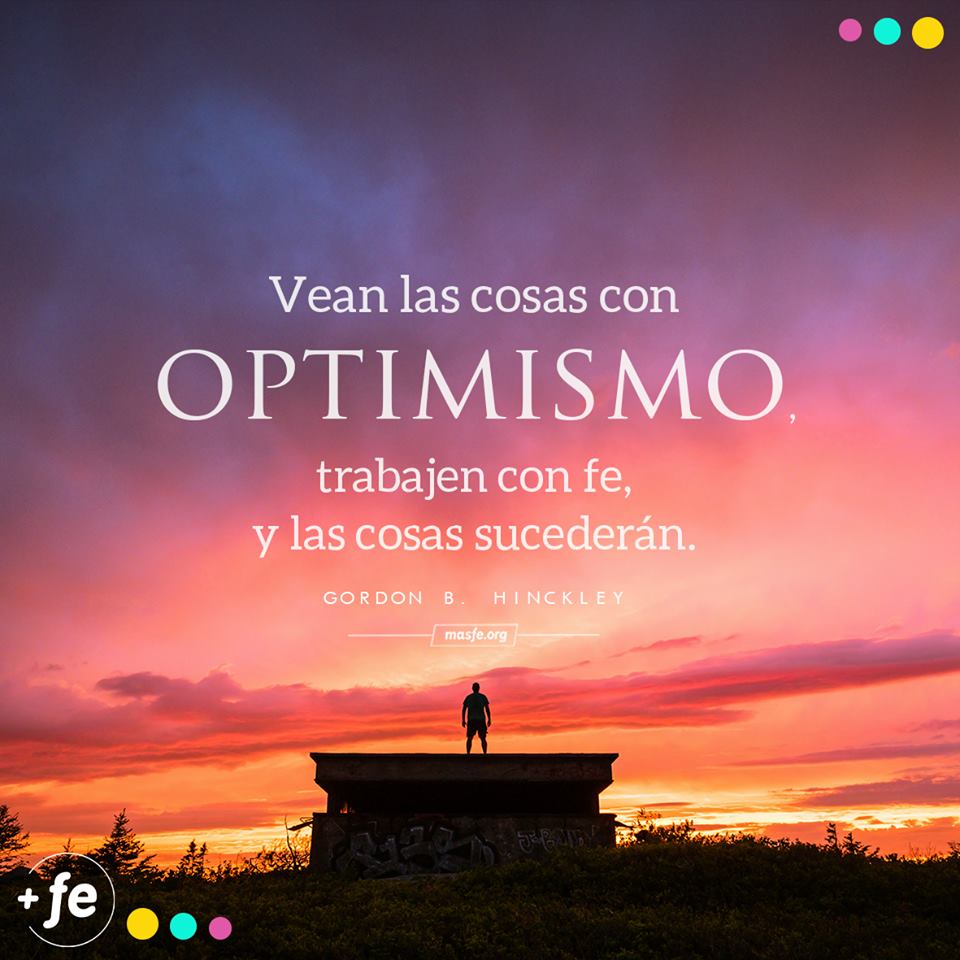 Vean las cosas con
OPTIMISMO,
trabajen con fe,
y las cosas sucederán.
GORDON B. HINCKLEY
masfe.org
+ fe